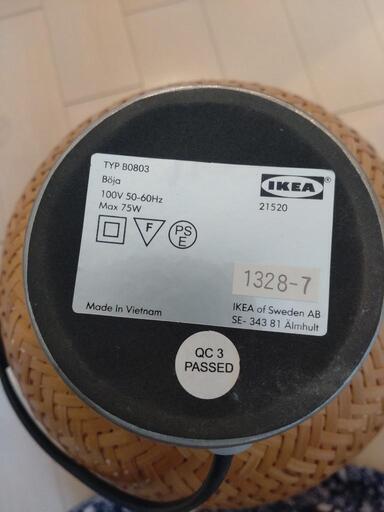 TYP B0803
Böja
100V 50-60Hz
Max 75W
F
PS
E
IKEA ®
21520
1328-7
Made in Vietnam
IKEA of Sweden AB
SE- 343 81 Älmhult
QC 3
PASSED